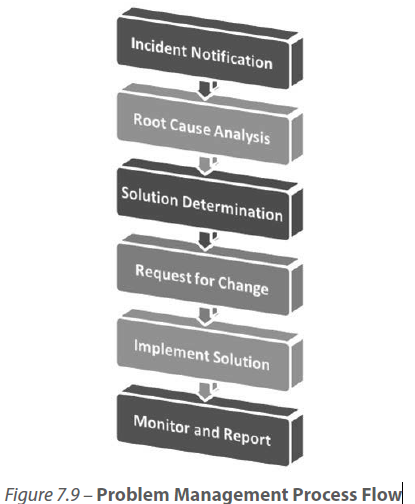 Incident Notification
Root Cause Analysis
Solution Determination
Request for Change
Implement Solution
Monitor and Report
Figure 7.9 – Problem Management Process Flow